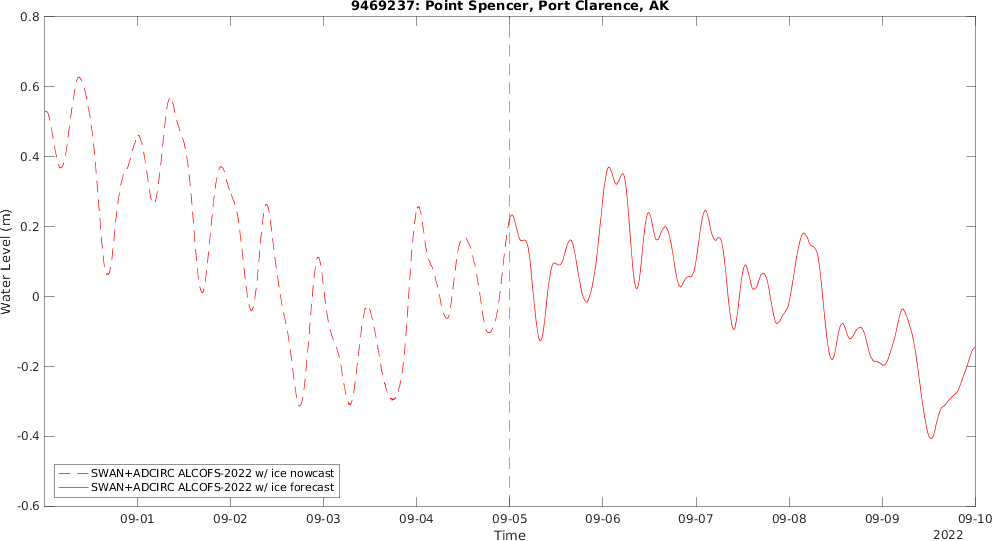 9469237: Point Spencer, Port Clarence, AK
Water Level (m)
0.8
0.6
0.4
0.2
0
-0.2
-0.4
-0.6
SWAN+ADCIRC ALCOFS-2022 w/ ice nowcast
SWAN+ADCIRC ALCOFS-2022 w/ ice forecast
09-01 09-02 09-03 09-04 09-05 09-06 09-07 09-08 09-09 09-10
Time
2022